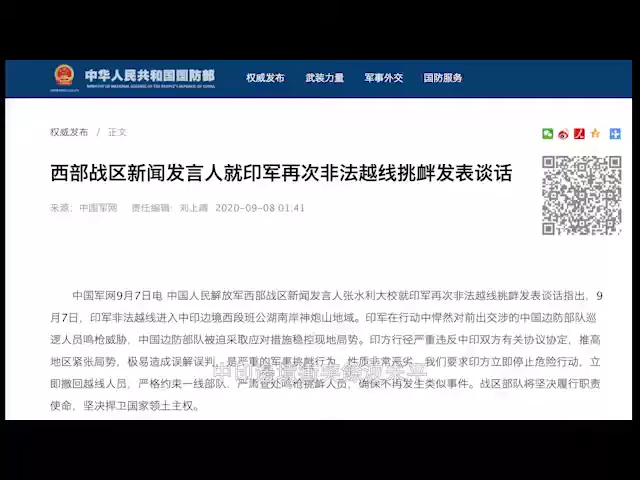 中华人民共和国国防部
MINISTRY OF NATIONAL DEFENSE OF THE PEOPLE'S REPUBLIC OF CHINA
权威发布 武装力量 军事外交 国防服务
权威发布 / 正文
西部战区新闻发言人就印军再次非法越线挑衅发表谈话
来源：中国军网 责任编辑：刘上靖 2020-09-08 01:41
中国军网9月7日电 中国人民解放军西部战区新闻发言人张水利大校就印军再次非法越线挑衅发表谈话指出，9
月7日，印军非法越线进入中印边境西段班公湖南岸神炮山地域。印军在行动中悍然对前出交涉的中国边防部队巡
逻人员鸣枪威胁，中国边防部队被迫采取应对措施稳控现地局势。印方行径严重违反中印双方有关协议协定，推高
地区紧张局势，极易造成误解误判，是严重的军事挑衅行为，性质非常恶劣。我们要求印方立即停止危险行动，立
即撤回越线人员，严格约束一线部队，严肃查处鸣枪挑衅人员，确保不再发生类似事件。战区部队将坚决履行职责
使命，坚决捍卫国家领土主权。